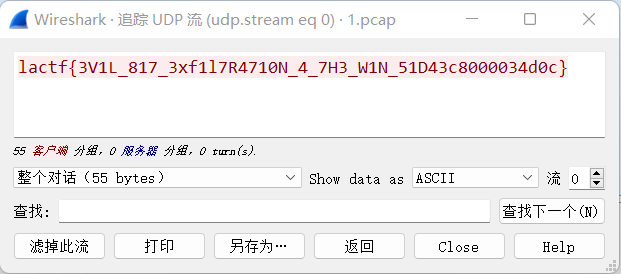 Wireshark · 追踪 UDP 流 (udp.stream eq 0) · 1.pcap
lactf{3V1L_817_3xf1l7R4710N_4_7H3_W1N_51D43c8000034d0c}
55 客户端 分组, 0 服务器 分组, 0 turn(s).
整个对话（55 bytes） Show data as ASCII 流 0
查找: 查找下一个(N)
滤掉此流 打印 另存为… 返回 Close Help